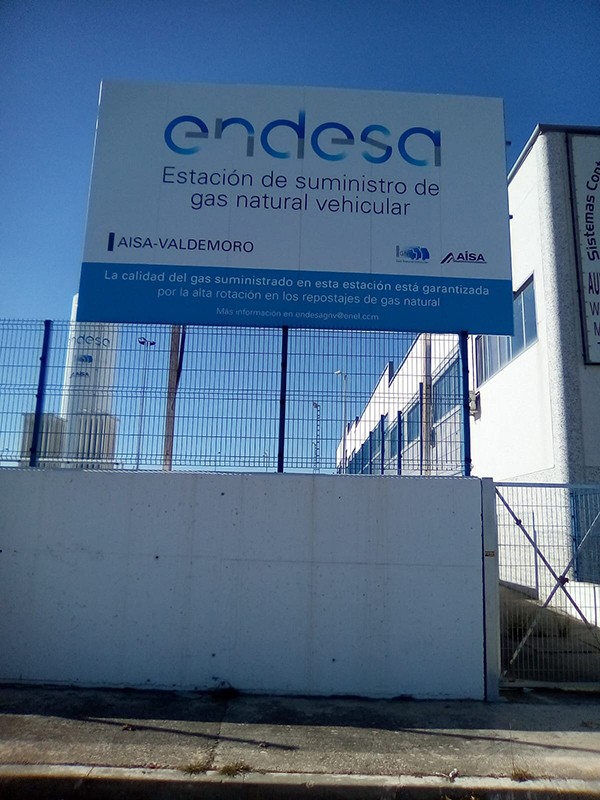 endesa
Estación de suministro de
gas natural vehicular
AISA-VALDEMORO
AISA
La calidad del gas suministrado en esta estación está garantizada
por la alta rotación en los repostajes de gas natural
Más información en endesagnv@enel.com
endesa
AISA
Sistemas